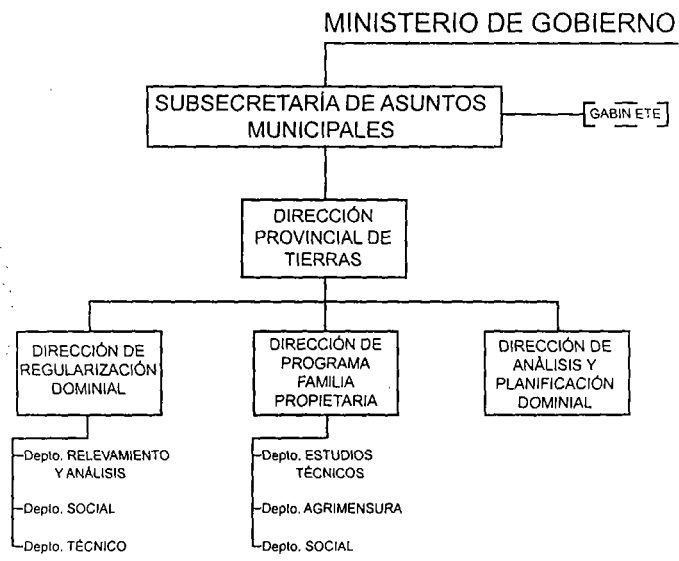 MINISTERIO DE GOBIERNO
SUBSECRETARÍA DE ASUNTOS
MUNICIPALES
GABINETE
DIRECCIÓN
PROVINCIAL DE
TIERRAS
DIRECCIÓN DE
REGULARIZACIÓN
DOMINIAL
DIRECCIÓN DE
PROGRAMA
FAMILIA
PROPIETARIA
DIRECCIÓN DE
ANÀLISIS Y
PLANIFICACIÓN
DOMINIAL
Depto. RELEVAMIENTO
Y ANÁLISIS
Depto. SOCIAL
Depto. TÉCNICO
Depto. ESTUDIOS
TÉCNICOS
Depto. AGRIMENSURA
Depto. SOCIAL